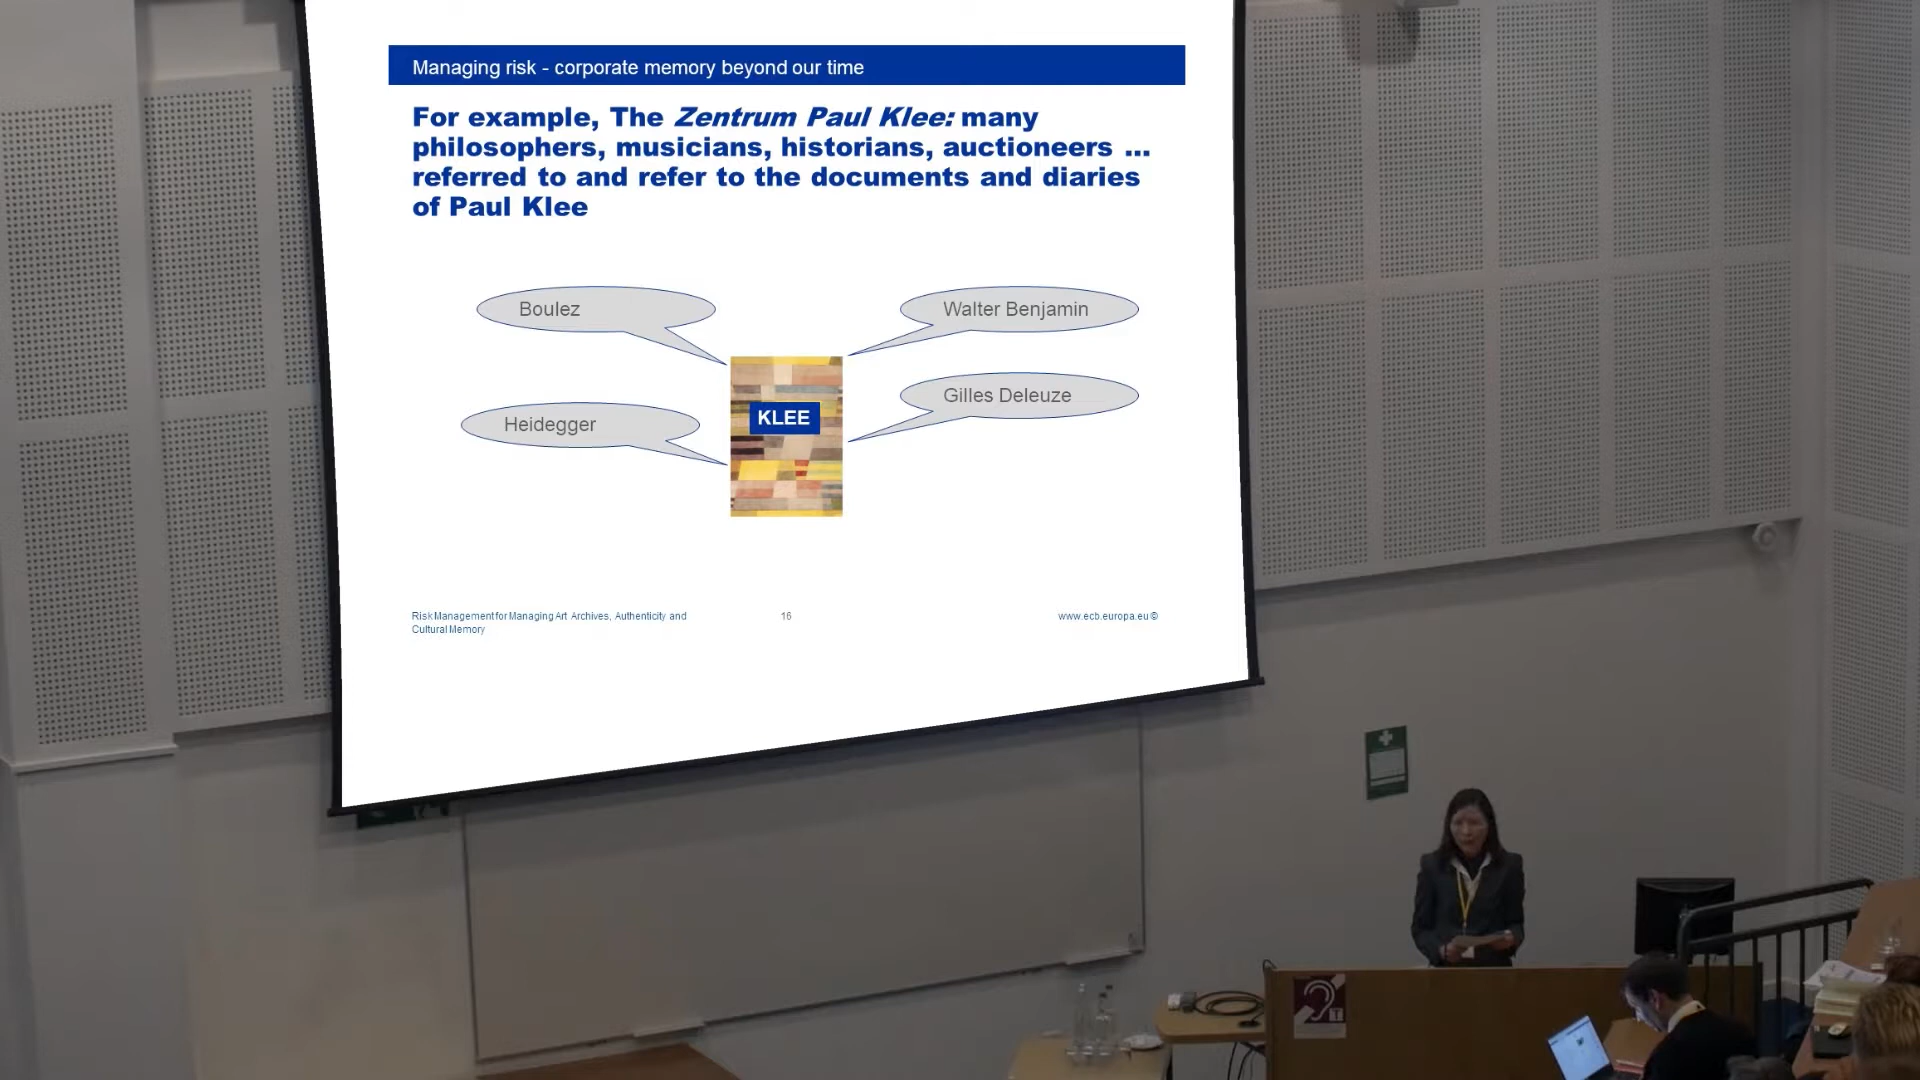 Managing risk - corporate memory beyond our time
For example, The Zentrum Paul Klee: many
philosophers, musicians, historians, auctioneers ...
referred to and refer to the documents and diaries
of Paul Klee
Boulez
Walter Benjamin
Gilles Deleuze
Heidegger
KLEE
Risk Management for Managing Art Archives, Authenticity and
Cultural Memory
16
www.ecb.europa.eu ©
T